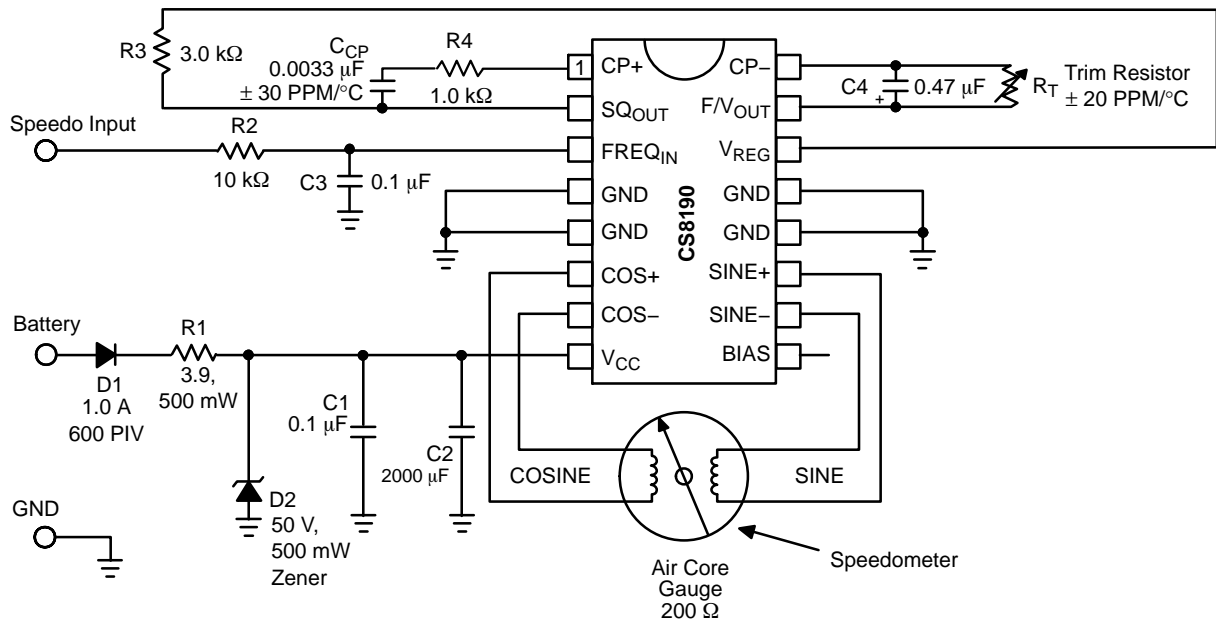 R3
3.0 kΩ
C_CP
0.0033 μF
± 30 PPM/°C
R4
1.0 kΩ
1
CP+
SQ_OUT
FREQ_IN
GND
GND
COS+
COS–
V_CC
CS8190
CP–
F/V_OUT
V_REG
GND
GND
SINE+
SINE–
BIAS
C4
+
0.47 μF
R_T
Trim Resistor
± 20 PPM/°C
Speedo Input
R2
10 kΩ
C3
0.1 μF
Battery
D1
1.0 A
600 PIV
R1
3.9,
500 mW
C1
0.1 μF
C2
2000 μF
D2
50 V,
500 mW
Zener
GND
COSINE
SINE
Speedometer
Air Core
Gauge
200 Ω